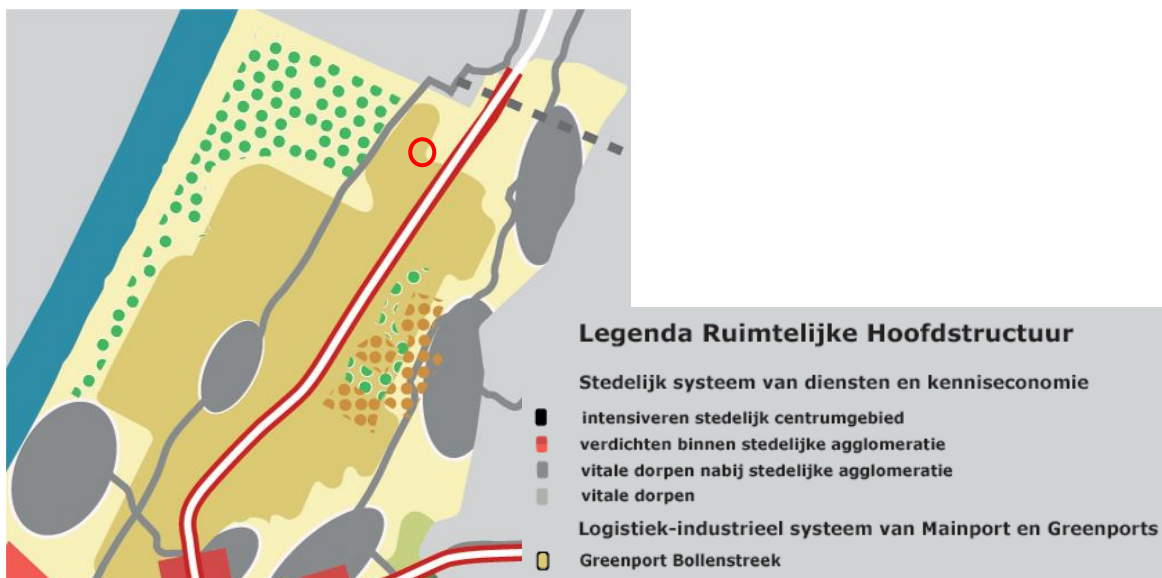 Legenda Ruimtelijke Hoofdstructuur
Stedelijk systeem van diensten en kenniseconomie
intensiveren stedelijk centrumgebied
verdichten binnen stedelijke agglomeratie
vitale dorpen nabij stedelijke agglomeratie
vitale dorpen
Logistiek-industrieel systeem van Mainport en Greenports
Greenport Bollenstreek